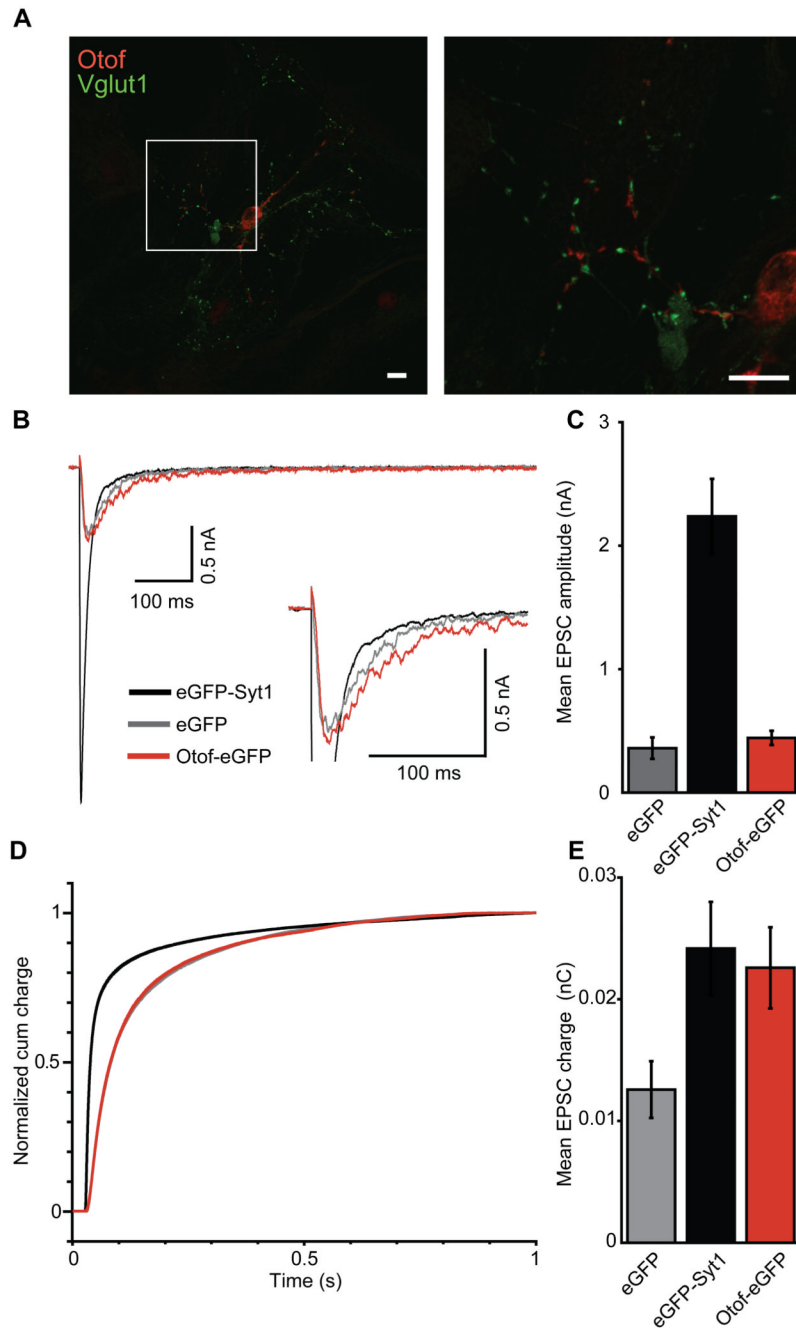 A
Otof
Vglut1
B
0.5 nA
100 ms
eGFP-Syt1
eGFP
Otof-eGFP
0.5 nA
100 ms
C
Mean EPSC amplitude (nA)
3
2
1
0
eGFP
eGFP-Syt1
Otof-eGFP
D
Normalized cum charge
1
0.5
0
0
0.5
1
Time (s)
E
Mean EPSC charge (nC)
0.03
0.02
0.01
0
eGFP
eGFP-Syt1
Otof-eGFP